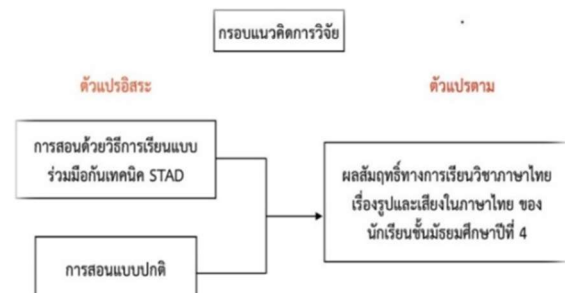 กรอบแนวคิดการวิจัย
ตัวแปรอิสระ
ตัวแปรตาม
การสอนด้วยวิธีการเรียนแบบ
ร่วมมือกันเทคนิค STAD
ผลสัมฤทธิ์ทางการเรียนวิชาภาษาไทย
เรื่องรูปและเสียงในภาษาไทย ของ
นักเรียนชั้นมัธยมศึกษาปีที่ 4
การสอนแบบปกติ